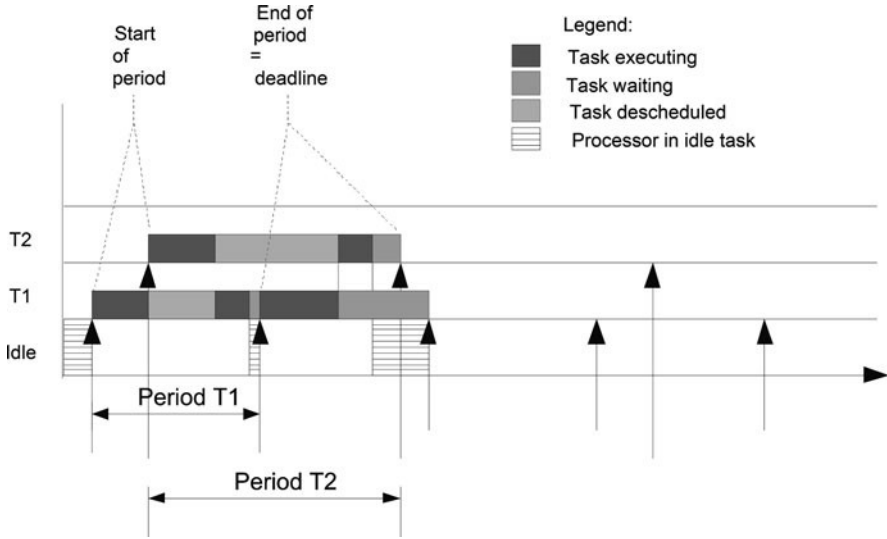 Start
of
period
End of
period
=
deadline
Legend:
Task executing
Task waiting
Task descheduled
Processor in idle task
T2
T1
Idle
Period T1
Period T2